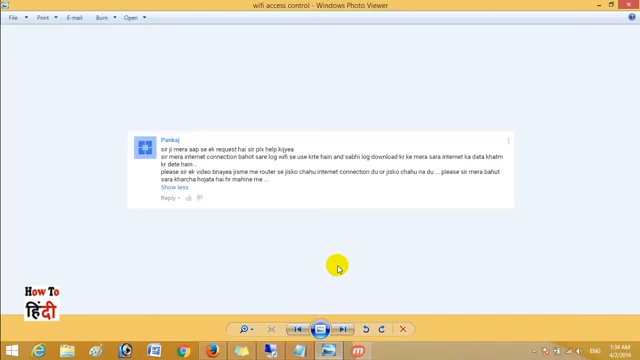 wifi access control - Windows Photo Viewer
File Print E-mail Burn Open
Pankaj
sir ji mera aap se ek request hai sir plx help kijyea
sir mera internet connection bahot sare log wifi se use krte hain and sabhi log download kr ke mera sara internet ka data khatm
kr dete hain ..
please sir ek video bnayea jisme me router se jisko chahu internet connection du or jisko chahu na du.... please sir mera bahut
sara kharcha hojata hai hr mahine me ...
Show less
Reply
How To
हिंदी
ENG
1:34 AM
4/2/2016